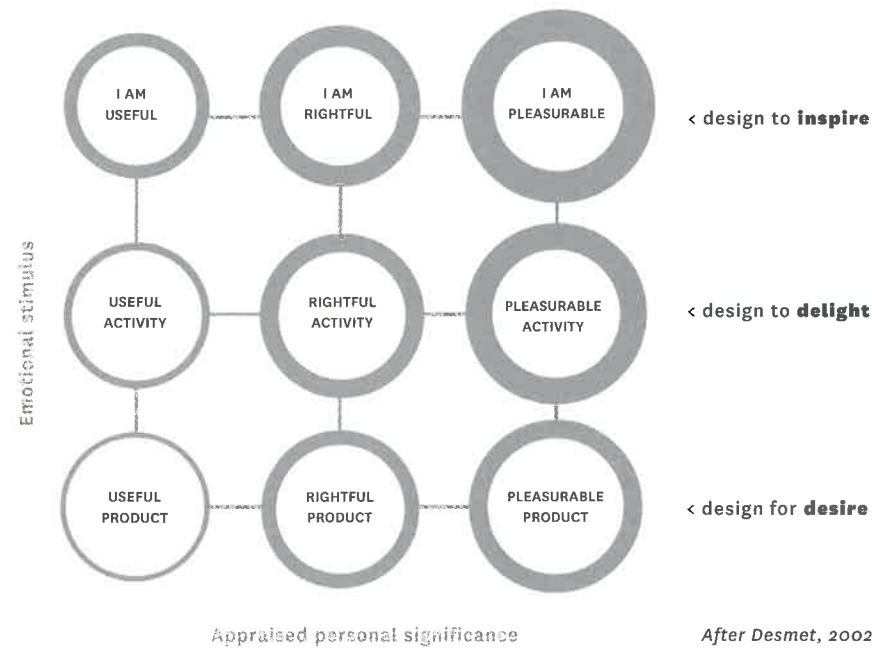 I AM
USEFUL
I AM
RIGHTFUL
I AM
PLEASURABLE
< design to inspire
USEFUL
ACTIVITY
RIGHTFUL
ACTIVITY
PLEASURABLE
ACTIVITY
< design to delight
USEFUL
PRODUCT
RIGHTFUL
PRODUCT
PLEASURABLE
PRODUCT
< design for desire
Emotional stimulus
Appraised personal significance
After Desmet, 2002